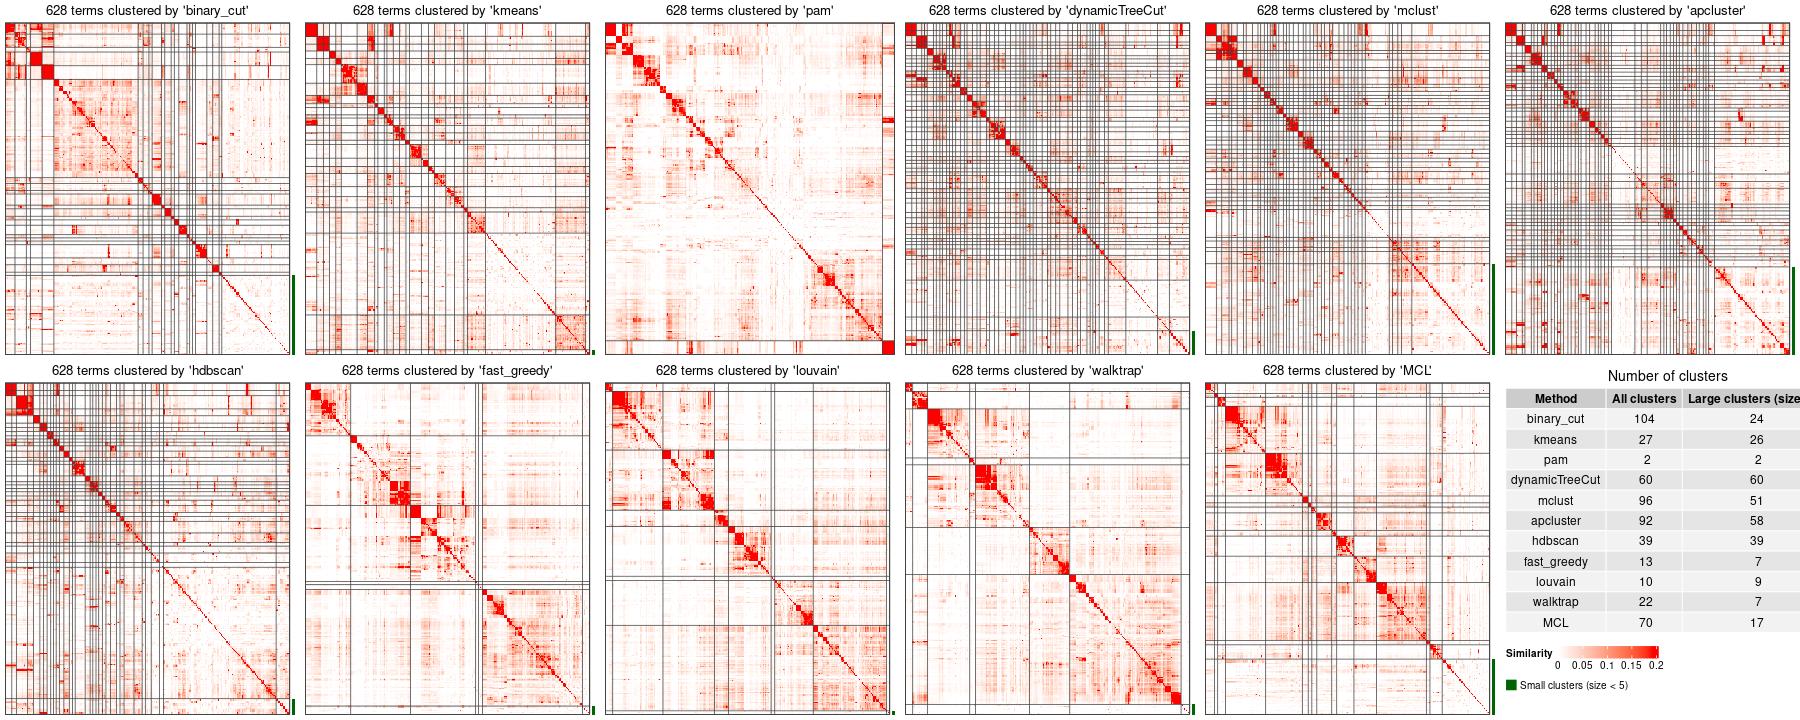 628 terms clustered by 'binary_cut'
628 terms clustered by 'kmeans'
628 terms clustered by 'pam'
628 terms clustered by 'dynamicTreeCut'
628 terms clustered by 'mclust'
628 terms clustered by 'apcluster'
628 terms clustered by 'hdbscan'
628 terms clustered by 'fast_greedy'
628 terms clustered by 'louvain'
628 terms clustered by 'walktrap'
628 terms clustered by 'MCL'
Number of clusters
Method All clusters Large clusters (size
binary_cut 104 24
kmeans 27 26
pam 2 2
dynamicTreeCut 60 60
mclust 96 51
apcluster 92 58
hdbscan 39 39
fast_greedy 13 7
louvain 10 9
walktrap 22 7
MCL 70 17
Similarity
0 0.05 0.1 0.15 0.2
Small clusters (size < 5)